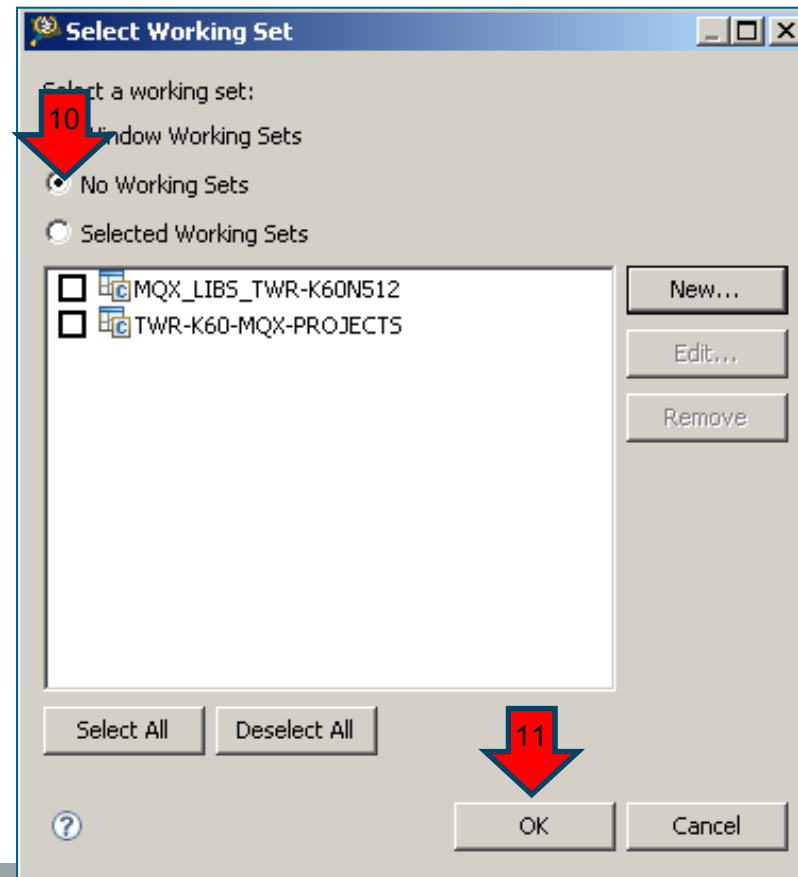 Select Working Set
Select a working set:
10
Window Working Sets
No Working Sets
Selected Working Sets
MQX_LIBS_TWR-K60N512
New...
TWR-K60-MQX-PROJECTS
Edit...
Remove
Select All
Deselect All
11
OK
Cancel